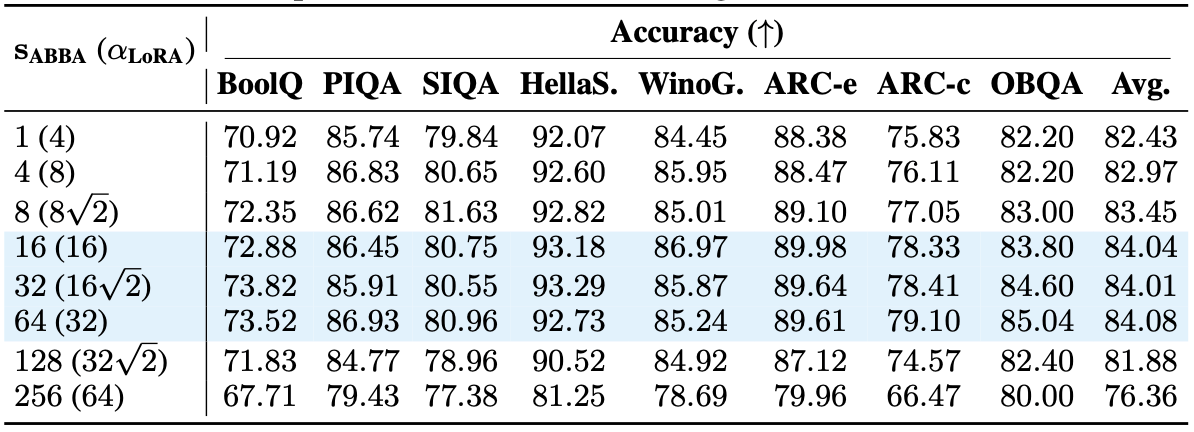 s_ABBA (α_LoRA) Accuracy (↑)
BoolQ PIQA SIQA HellaS. WinoG. ARC-e ARC-c OBQA Avg.
1 (4) 70.92 85.74 79.84 92.07 84.45 88.38 75.83 82.20 82.43
4 (8) 71.19 86.83 80.65 92.60 85.95 88.47 76.11 82.20 82.97
8 (8√2) 72.35 86.62 81.63 92.82 85.01 89.10 77.05 83.00 83.45
16 (16) 72.88 86.45 80.75 93.18 86.97 89.98 78.33 83.80 84.04
32 (16√2) 73.82 85.91 80.55 93.29 85.87 89.64 78.41 84.60 84.01
64 (32) 73.52 86.93 80.96 92.73 85.24 89.61 79.10 85.04 84.08
128 (32√2) 71.83 84.77 78.96 90.52 84.92 87.12 74.57 82.40 81.88
256 (64) 67.71 79.43 77.38 81.25 78.69 79.96 66.47 80.00 76.36